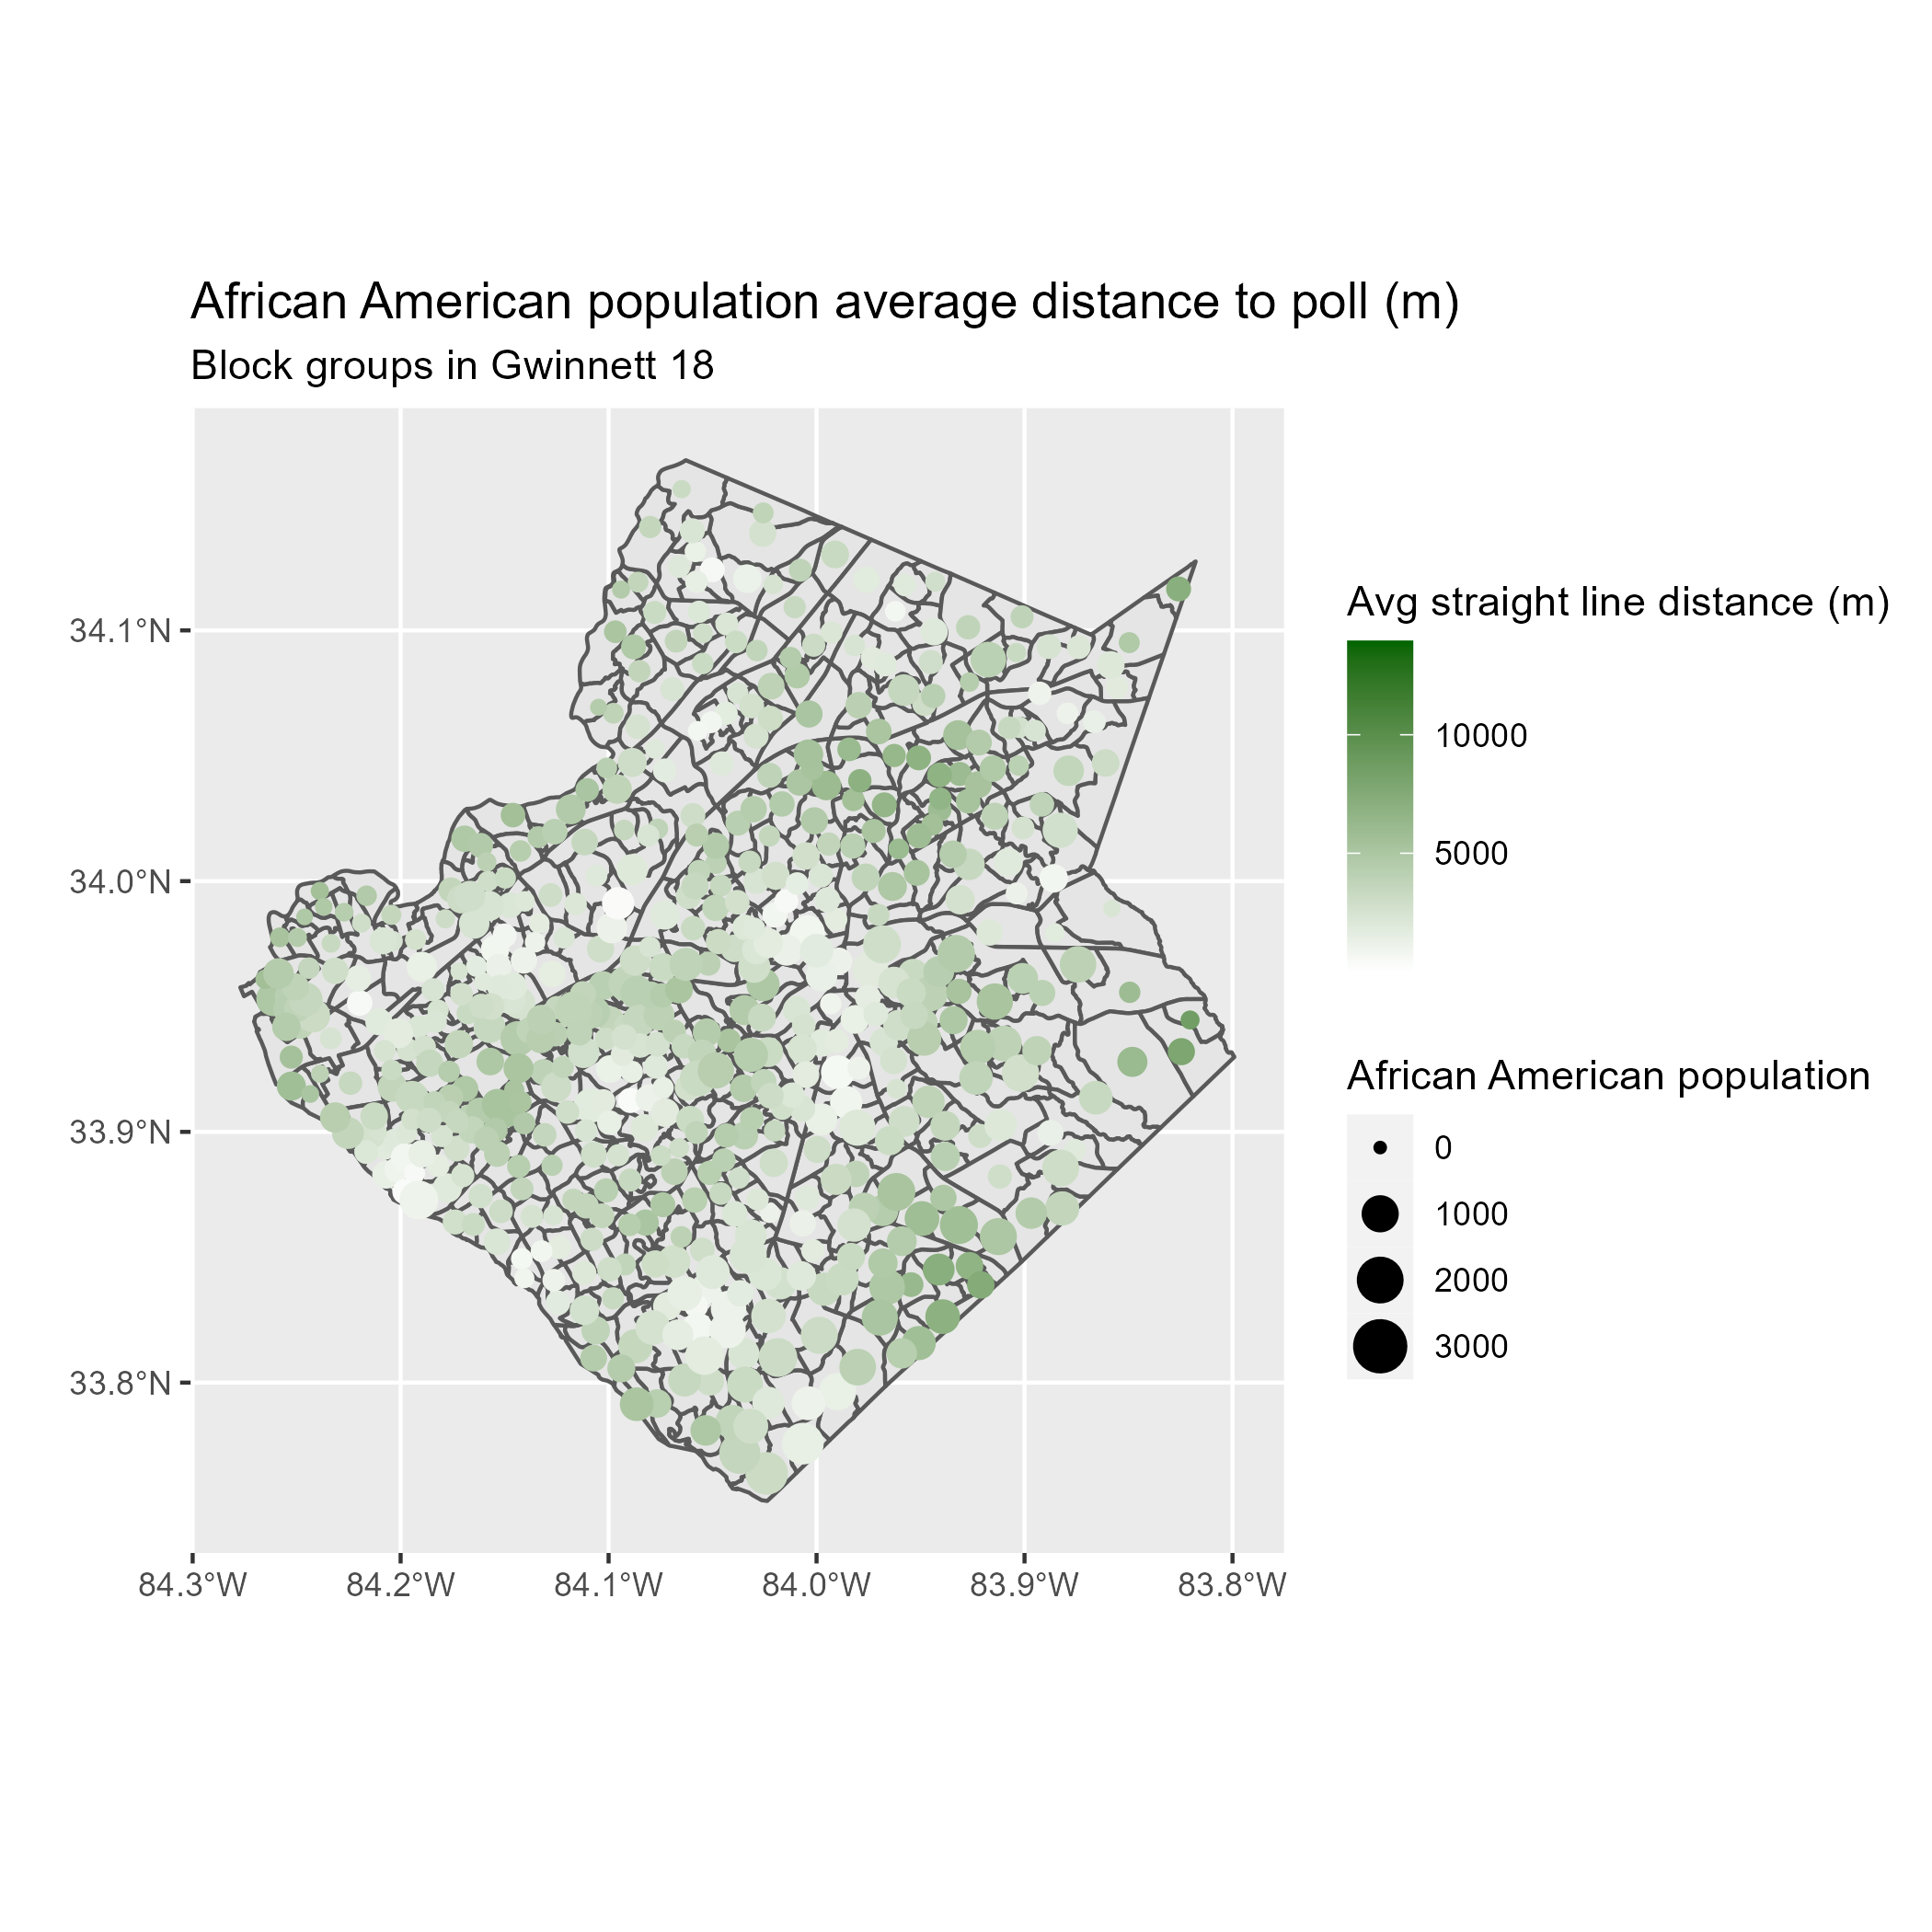 African American population average distance to poll (m)
Block groups in Gwinnett 18
34.1°N
34.0°N
33.9°N
33.8°N
84.3°W
84.2°W
84.1°W
84.0°W
83.9°W
83.8°W
Avg straight line distance (m)
10000
5000
African American population
0
1000
2000
3000